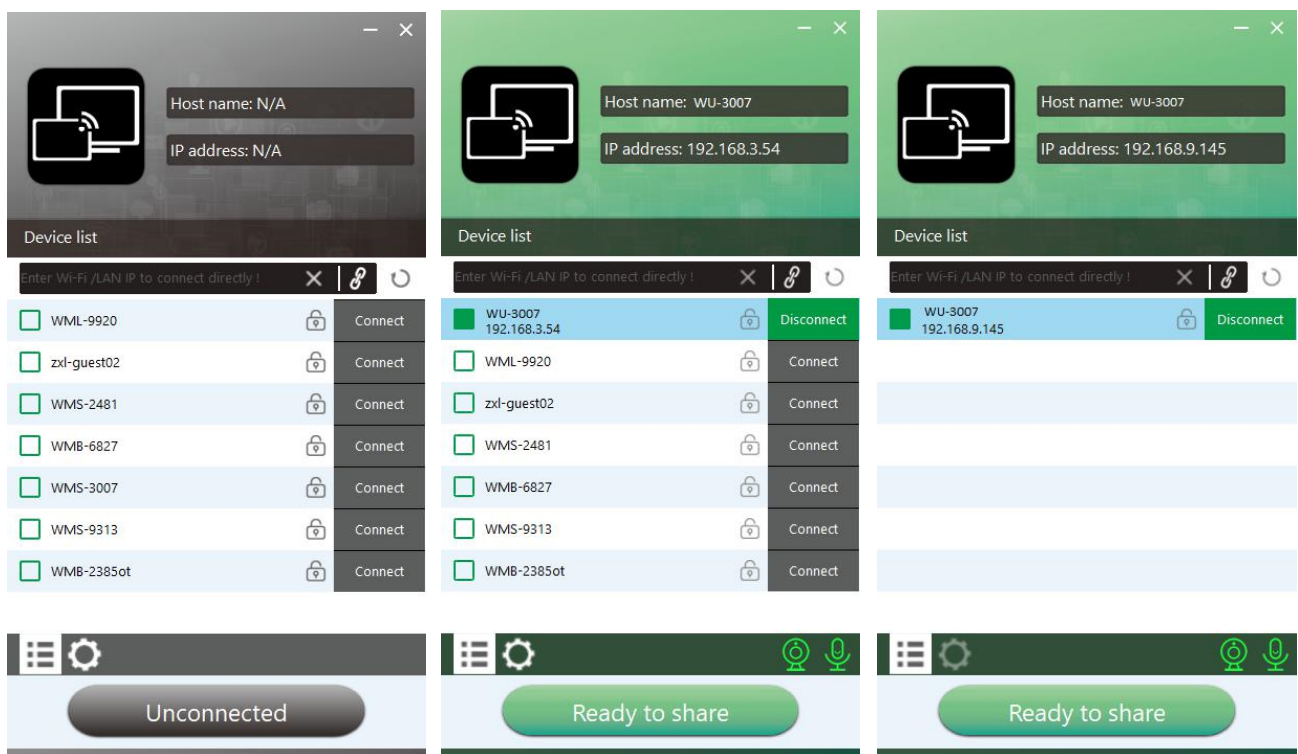 Host name: N/A
IP address: N/A
Device list
Enter Wi-Fi /LAN IP to connect directly !
WML-9920 Connect
zxl-guest02 Connect
WMS-2481 Connect
WMB-6827 Connect
WMS-3007 Connect
WMS-9313 Connect
WMB-2385ot Connect
Unconnected
Host name: WU-3007
IP address: 192.168.3.54
Device list
Enter Wi-Fi /LAN IP to connect directly !
WU-3007
192.168.3.54 Disconnect
WML-9920 Connect
zxl-guest02 Connect
WMS-2481 Connect
WMB-6827 Connect
WMS-9313 Connect
WMB-2385ot Connect
Ready to share
Host name: WU-3007
IP address: 192.168.9.145
Device list
Enter Wi-Fi /LAN IP to connect directly !
WU-3007
192.168.9.145 Disconnect
Ready to share